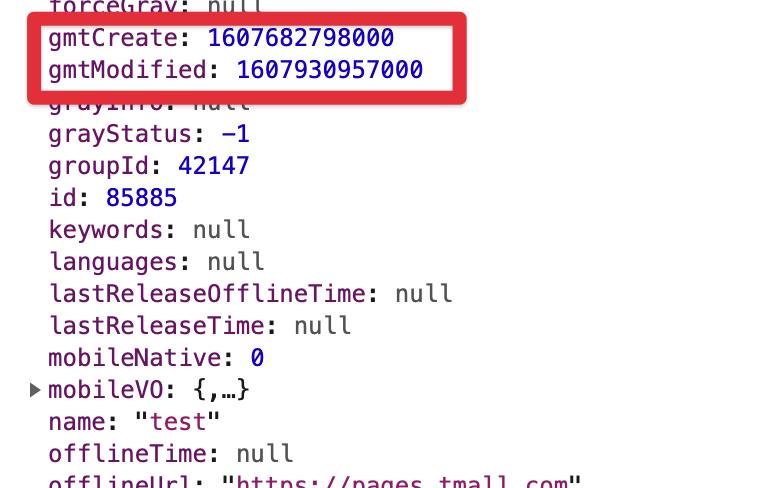 forceGray: null
gmtCreate: 1607682798000
gmtModified: 1607930957000
grayInfo: null
grayStatus: -1
groupId: 42147
id: 85885
keywords: null
languages: null
lastReleaseOfflineTime: null
lastReleaseTime: null
mobileNative: 0
mobileVO: {,…}
name: "test"
offlineTime: null
offlineUrl: "https://pages.tmall.com"